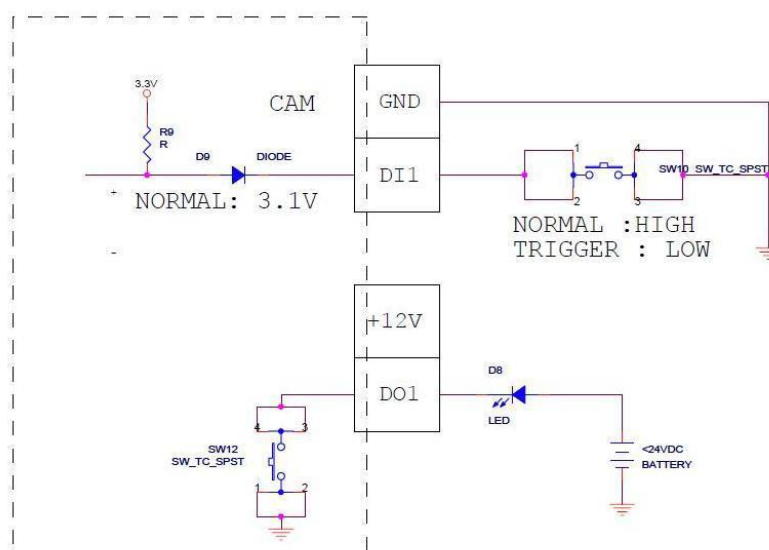 3.3V
R9
R
CAM
GND
D9
DIODE
DI1
NORMAL: 3.1V
+
-
1
4
2
3
SW10 SW_TC_SPST
NORMAL :HIGH
TRIGGER : LOW
+12V
DO1
D8
LED
<24VDC
BATTERY
4
3
SW12
SW_TC_SPST
1
2